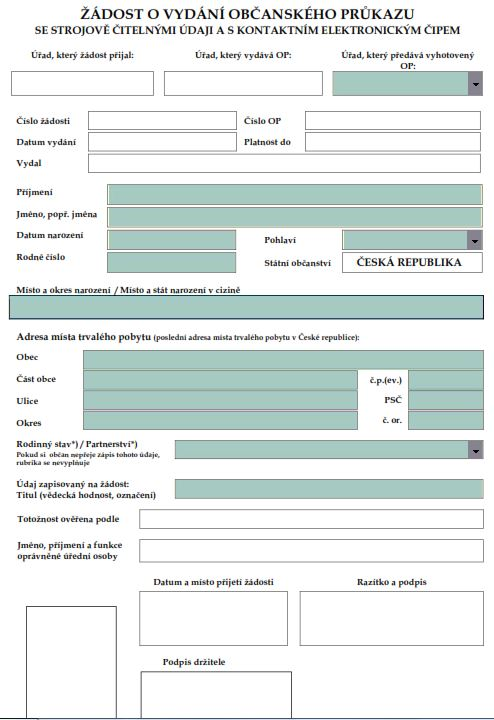 ŽÁDOST O VYDÁNÍ OBČANSKÉHO PRŮKAZU
SE STROJOVĚ ČITELNÝMI ÚDAJI A S KONTAKTNÍM ELEKTRONICKÝM ČIPEM
Úřad, který žádost přijal: Úřad, který vydává OP: Úřad, který předává vyhotovený
OP:
Číslo žádosti Číslo OP
Datum vydání Platnost do
Vydal
Příjmení
Jméno, popř. jména
Datum narození Pohlaví
Rodné číslo Státní občanství ČESKÁ REPUBLIKA
Místo a okres narození / Místo a stát narození v cizině
Adresa místa trvalého pobytu (poslední adresa místa trvalého pobytu v České republice):
Obec
Část obce č.p.(ev.)
Ulice PSČ
Okres č. or.
Rodinný stav*) / Partnerství*)
Pokud si občan nepřeje zápis tohoto údaje,
rubrika se nevyplňuje
Údaj zapisovaný na žádost:
Titul (vědecká hodnost, označení)
Totožnost ověřena podle
Jméno, příjmení a funkce
oprávněné úřední osoby
Datum a místo přijetí žádosti Razítko a podpis
Podpis držitele